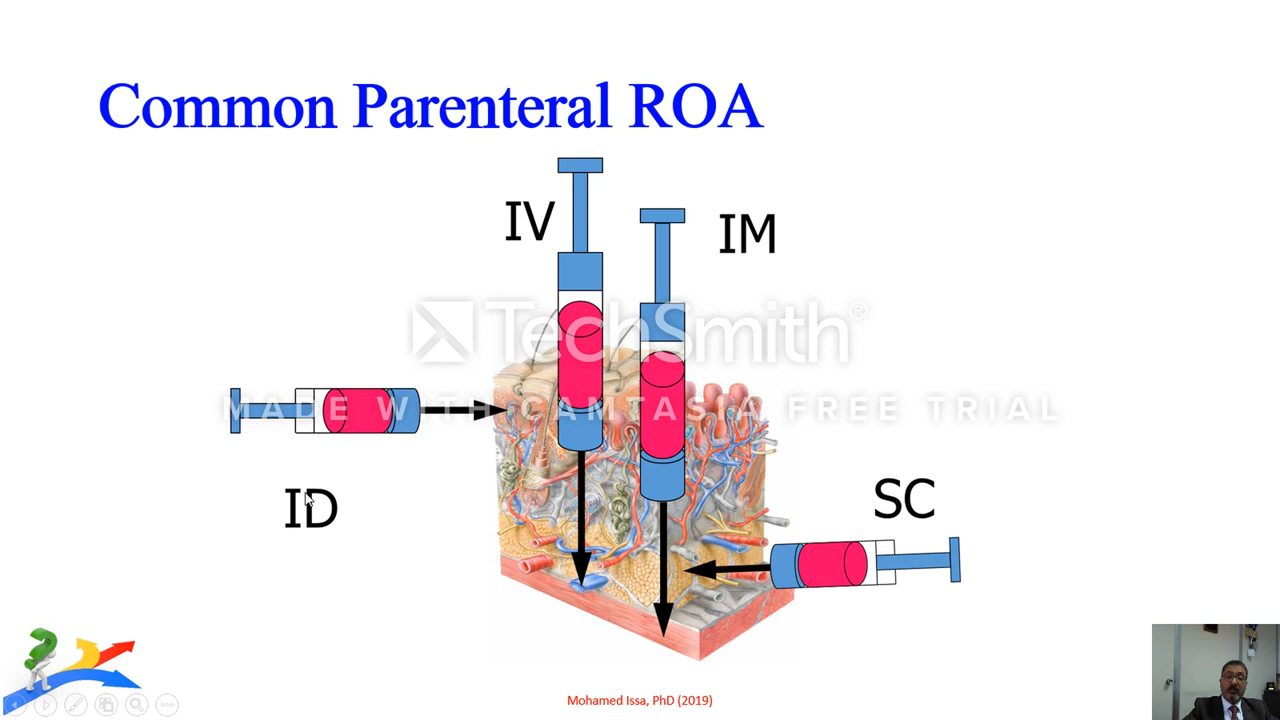 Common Parenteral ROA
IV
IM
TechSmith®
MADE WITH CAMTASIA FREE TRIAL
ID
SC
Mohamed Issa, PhD (2019)